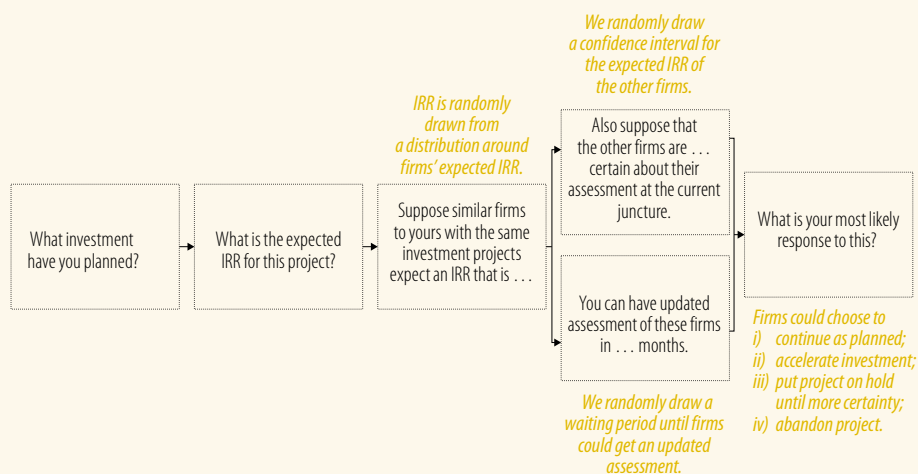 We randomly draw
a confidence interval for
the expected IRR of
the other firms.
IRR is randomly
drawn from
a distribution around
firms' expected IRR.
What investment
have you planned?
What is the expected
IRR for this project?
Suppose similar firms
to yours with the same
investment projects
expect an IRR that is …
Also suppose that
the other firms are …
certain about their
assessment at the current
juncture.
You can have updated
assessment of these firms
in … months.
We randomly draw a
waiting period until firms
could get an updated
assessment.
What is your most likely
response to this?
Firms could choose to
i) continue as planned;
ii) accelerate investment;
iii) put project on hold
until more certainty;
iv) abandon project.